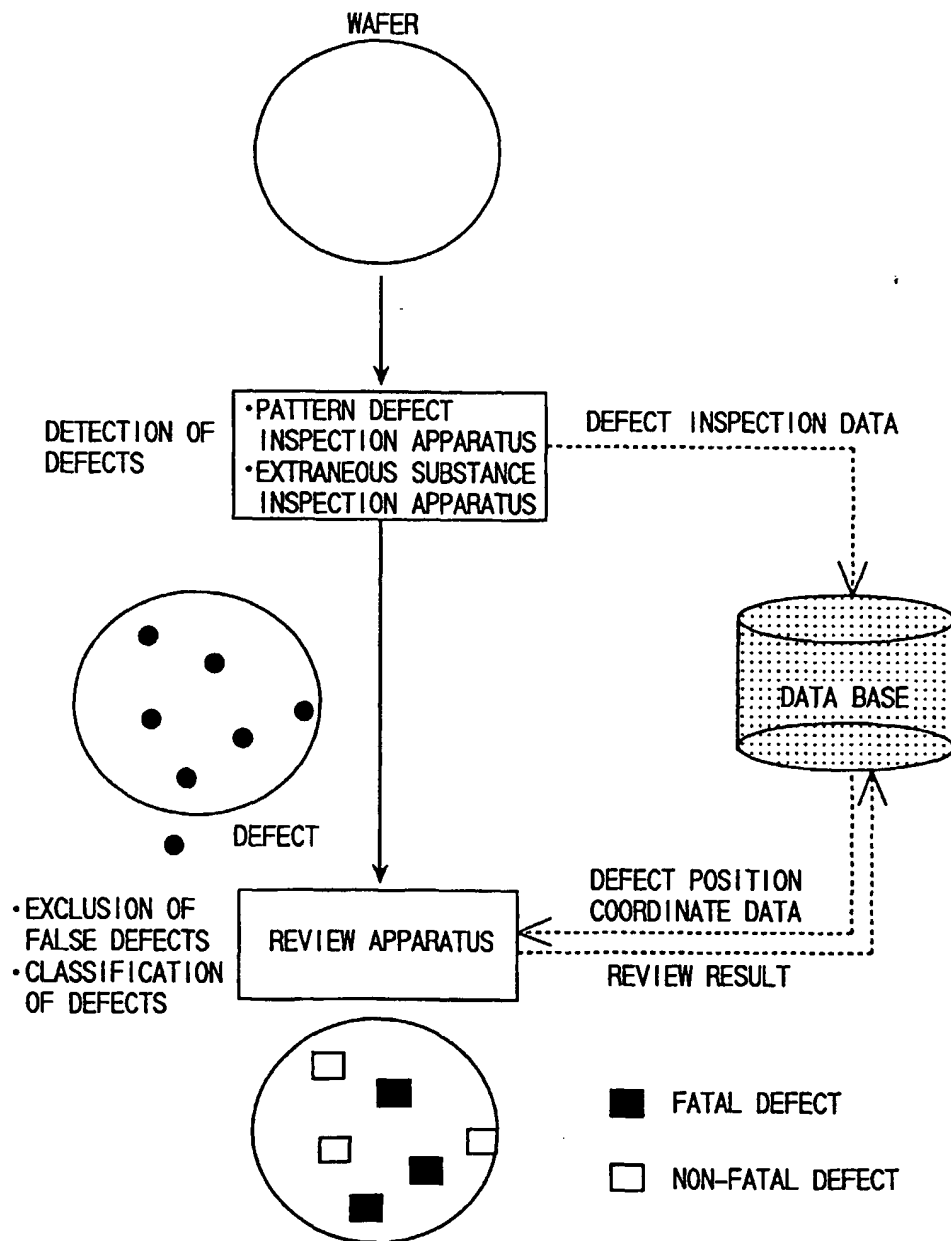 WAFER
DETECTION OF
DEFECTS
・PATTERN DEFECT
INSPECTION APPARATUS
・EXTRANEOUS SUBSTANCE
INSPECTION APPARATUS
DEFECT INSPECTION DATA
DATA BASE
DEFECT
・EXCLUSION OF
FALSE DEFECTS
・CLASSIFICATION
OF DEFECTS
REVIEW APPARATUS
DEFECT POSITION
COORDINATE DATA
REVIEW RESULT
FATAL DEFECT
NON-FATAL DEFECT